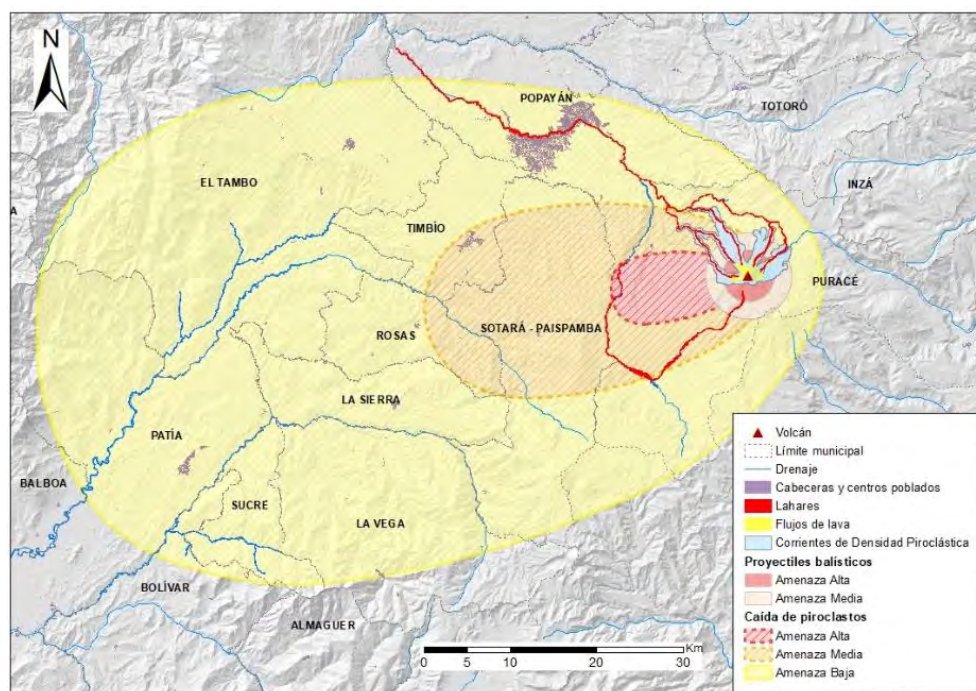 N
POPAYÁN
TOTORÓ
INZÁ
EL TAMBO
TIMBÍO
PURACÉ
SOTARÁ - PAISPAMBA
ROSAS
LA SIERRA
PATÍA
BALBOA
SUCRE
LA VEGA
BOLÍVAR
ALMAGUER
Km
0 5 10 20 30
Volcán
Límite municipal
Drenaje
Cabeceras y centros poblados
Lahares
Flujos de lava
Corrientes de Densidad Piroclástica
Proyectiles balísticos
Amenaza Alta
Amenaza Media
Caída de piroclastos
Amenaza Alta
Amenaza Media
Amenaza Baja